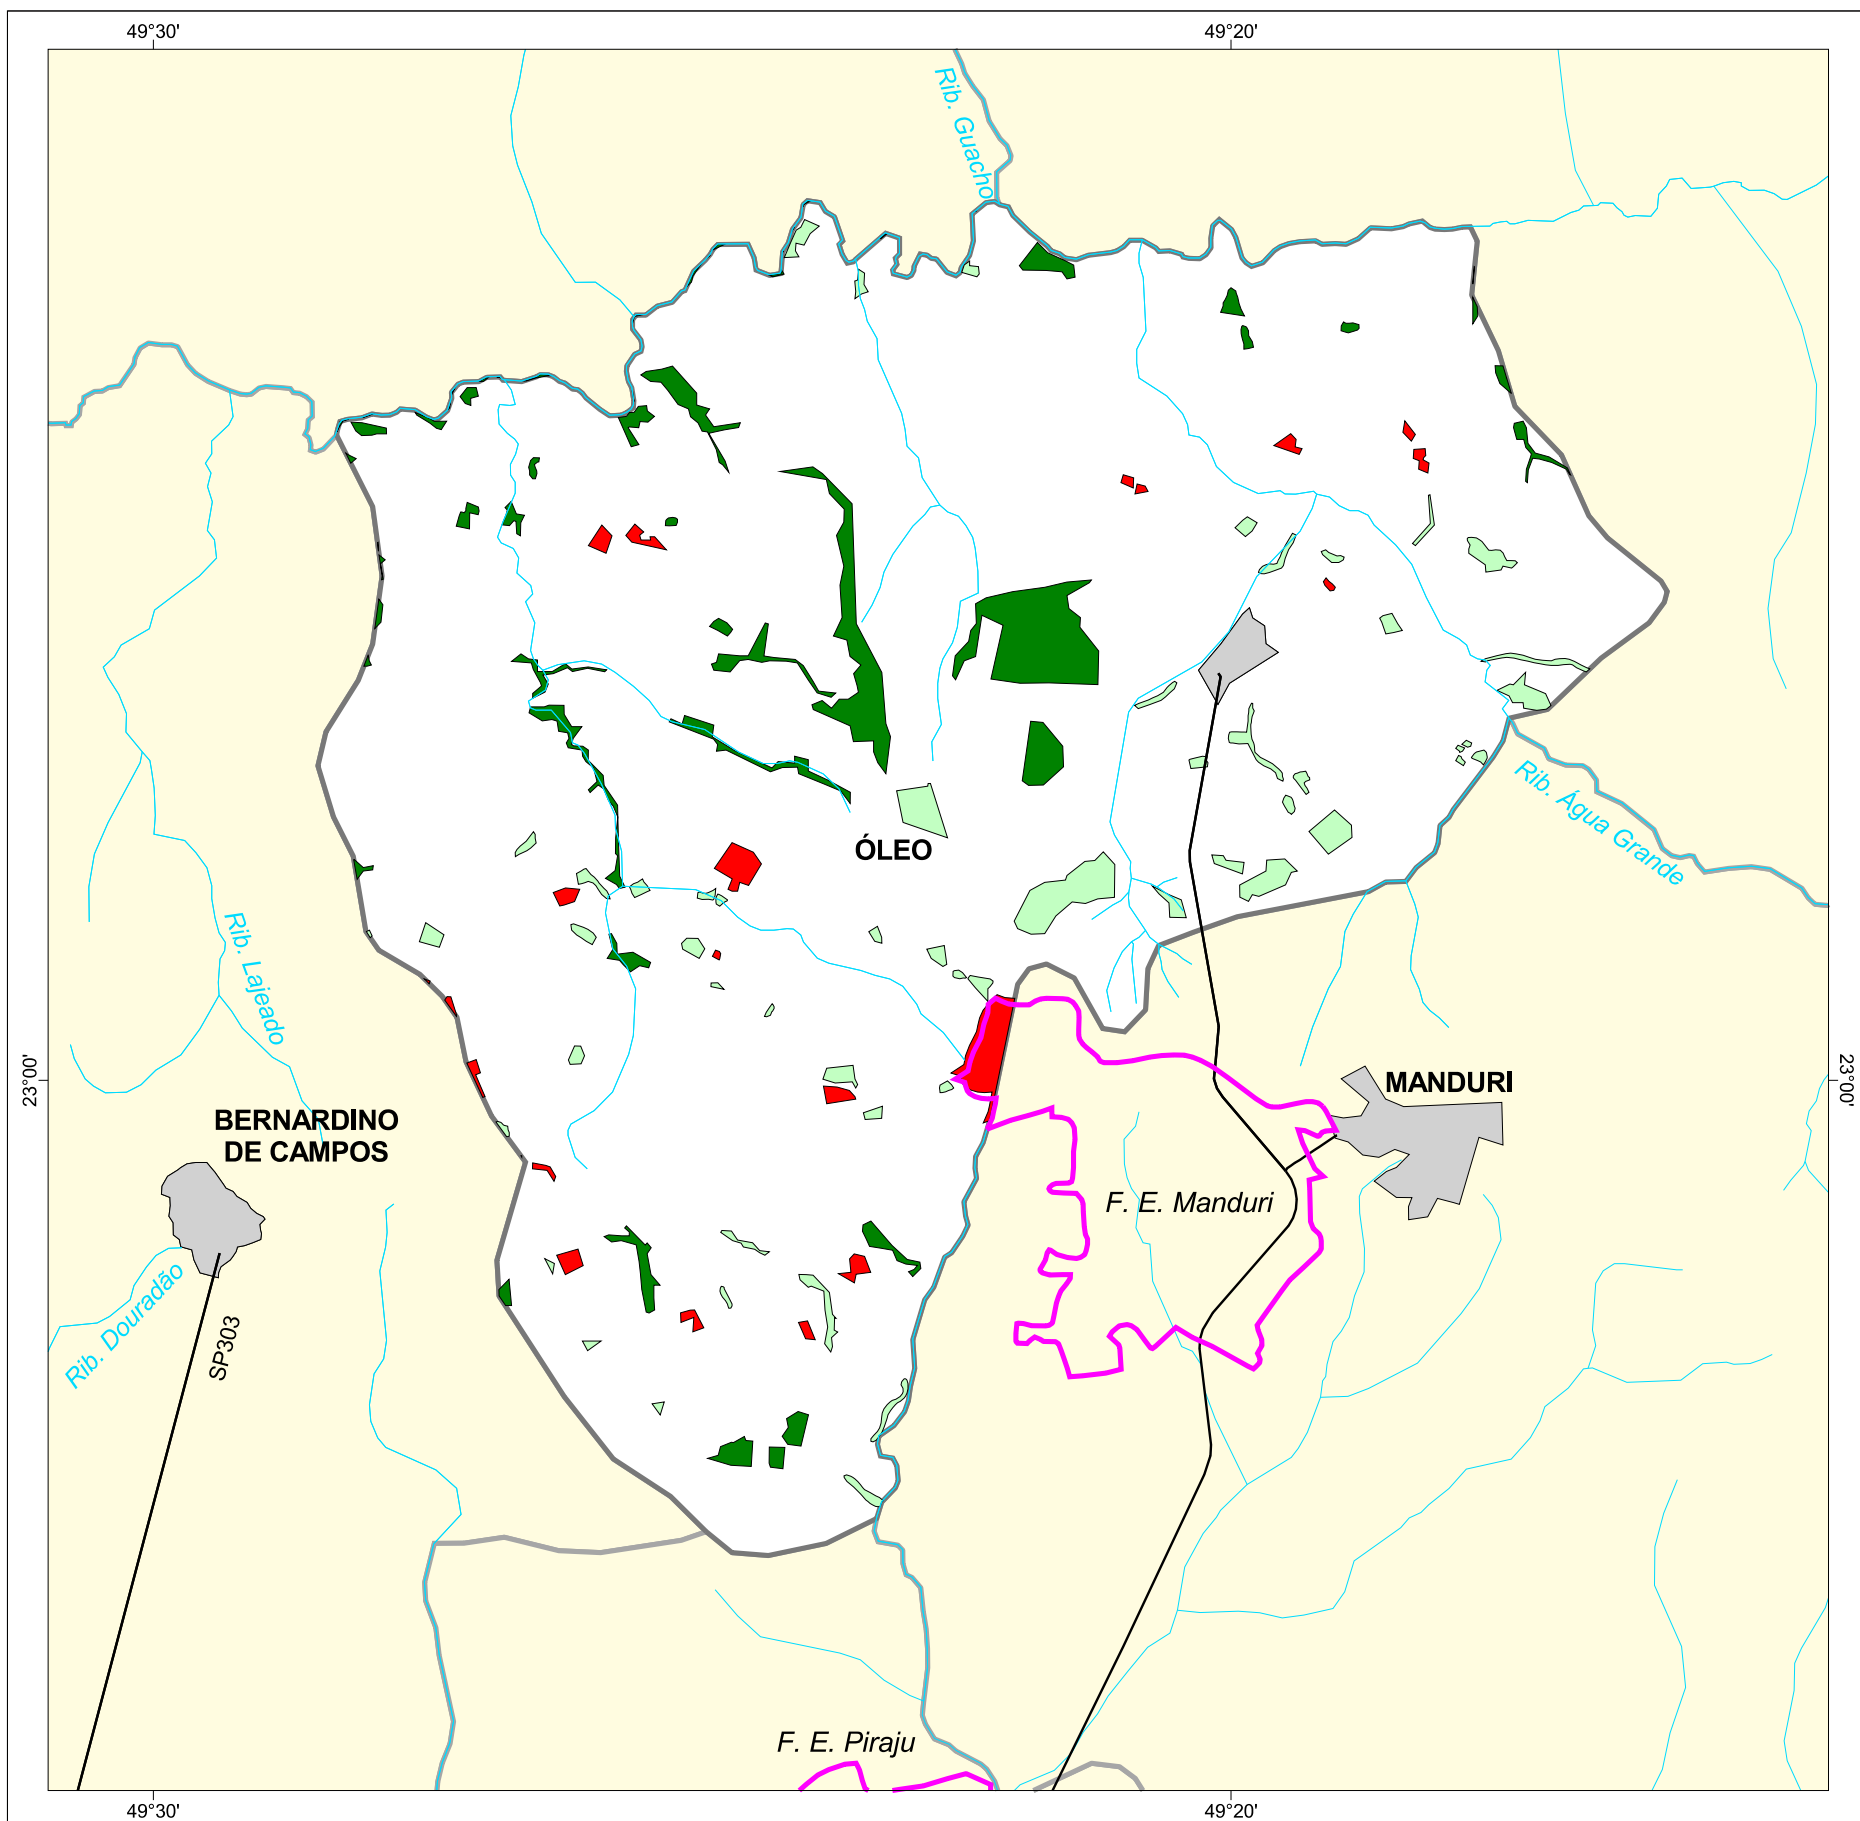 49°30'
49°20'
Rib. Guacho
Rib. Água Grande
ÓLEO
Rib. Lajeado
23°00'
23°00'
MANDURI
BERNARDINO
DE CAMPOS
F. E. Manduri
Rib. Douradão
SP303
F. E. Piraju
49°30'
49°20'